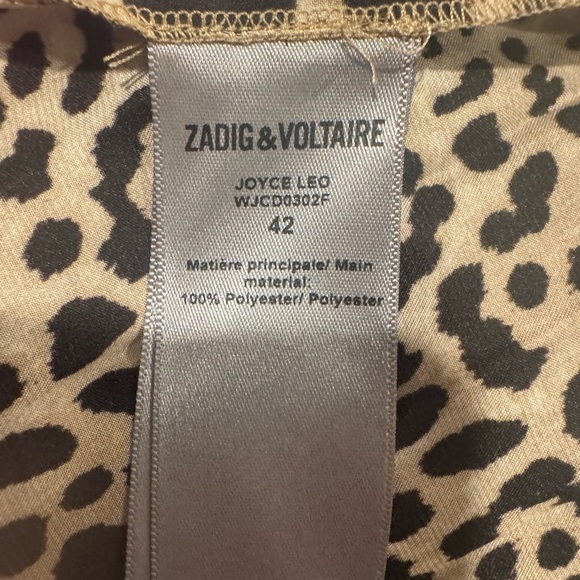 ZADIG&VOLTAIRE
JOYCE LEO
WJCD0302F
42
Matière principale/ Main
material:
100% Polyester/ Polyester